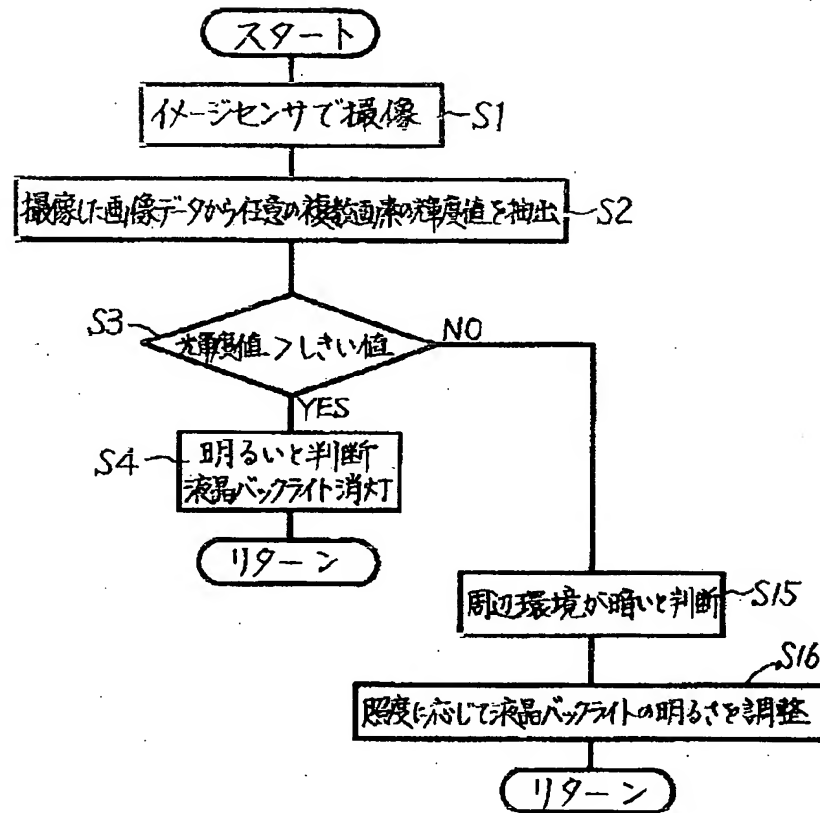 スタート
イメージセンサで撮像
S1
撮像した画像データから任意の複数画素の輝度値を抽出
S2
S3
輝度値 > しきい値
NO
YES
S4
明るいと判断
液晶バックライト消灯
リターン
周辺環境が暗いと判断
S15
S16
照度に応じて液晶バックライトの明るさを調整
リターン